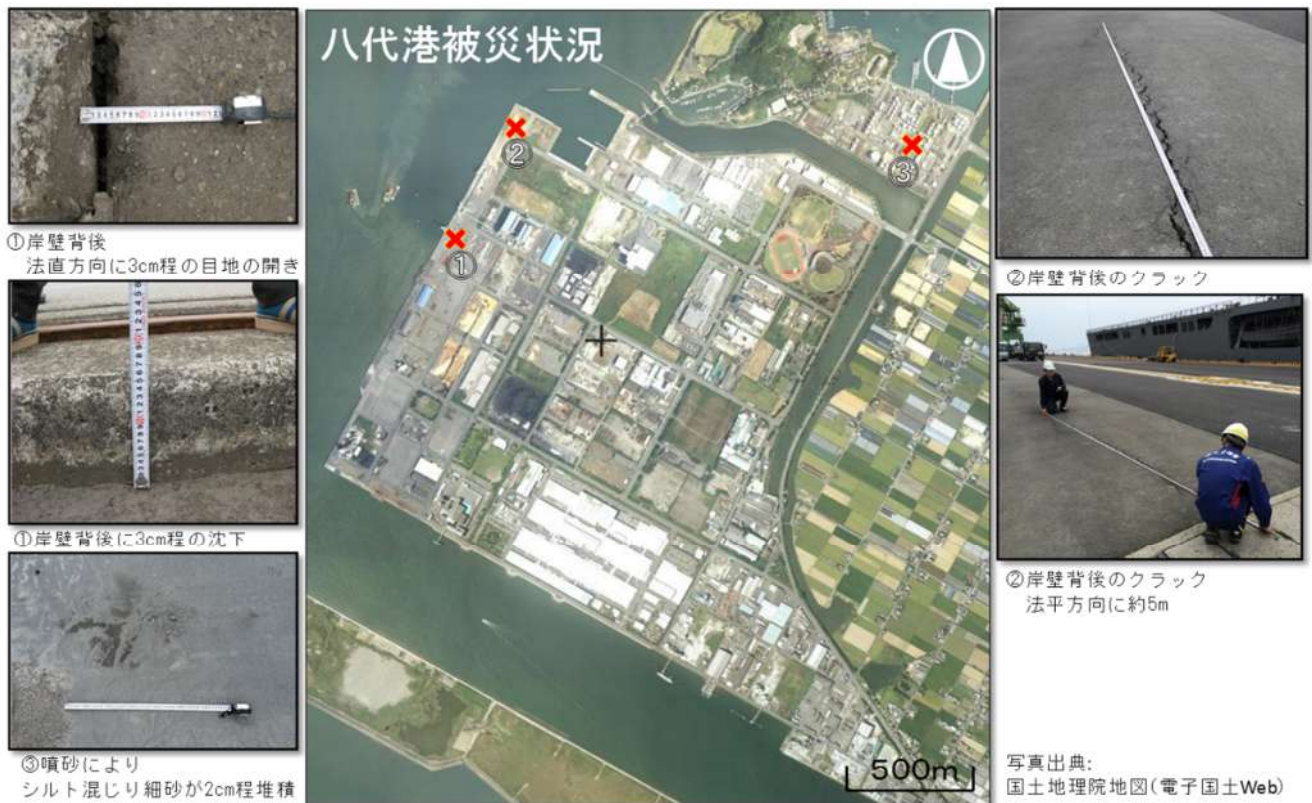 八代港被災状況
①岸壁背後
法直方向に3cm程の目地の開き
①岸壁背後に3cm程の沈下
③噴砂により
シルト混じり細砂が2cm程堆積
②
①
③
500m
②岸壁背後のクラック
②岸壁背後のクラック
法平方向に約5m
写真出典:
国土地理院地図(電子国土Web)